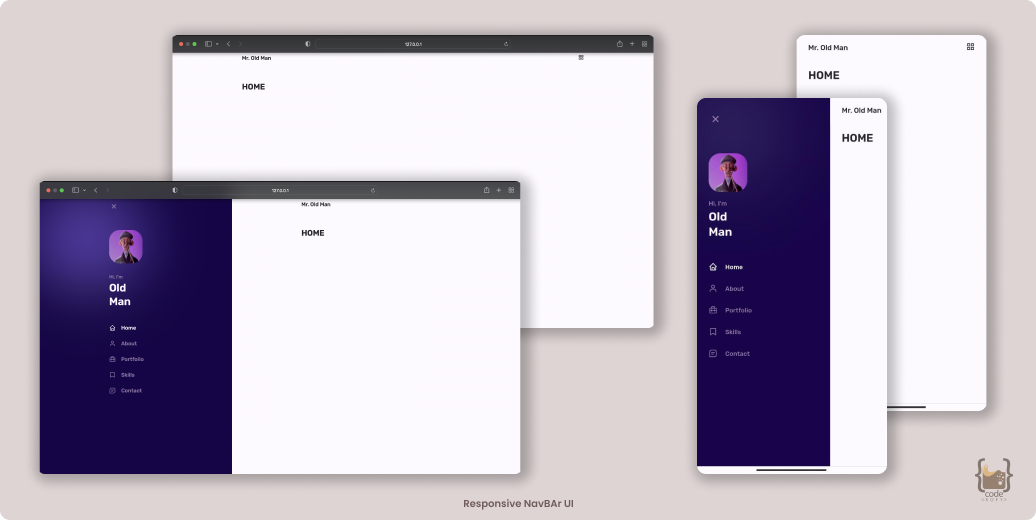 127.0.0.1
Mr. Old Man
HOME
127.0.0.1
Hi, I'm
Old
Man
Home
About
Portfolio
Skills
Contact
Mr. Old Man
HOME
Mr. Old Man
HOME
Hi, I'm
Old
Man
Home
About
Portfolio
Skills
Contact
Mr. Old Man
HOME
Responsive NavBAr UI
code